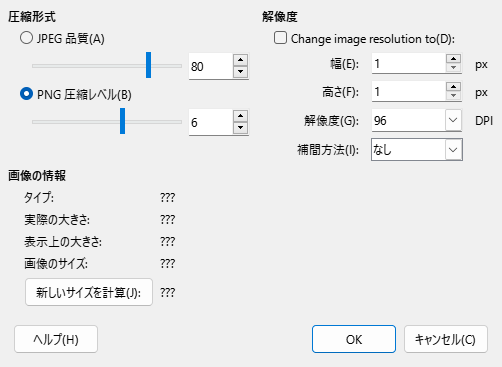 圧縮形式
JPEG 品質(A)
80
PNG 圧縮レベル(B)
6
解像度
Change image resolution to(D):
幅(E): 1 px
高さ(F): 1 px
解像度(G): 96 DPI
補間方法(I): なし
画像の情報
タイプ: ???
実際の大きさ: ???
表示上の大きさ: ???
画像のサイズ: ???
新しいサイズを計算(J): ???
ヘルプ(H)
OK
キャンセル(C)